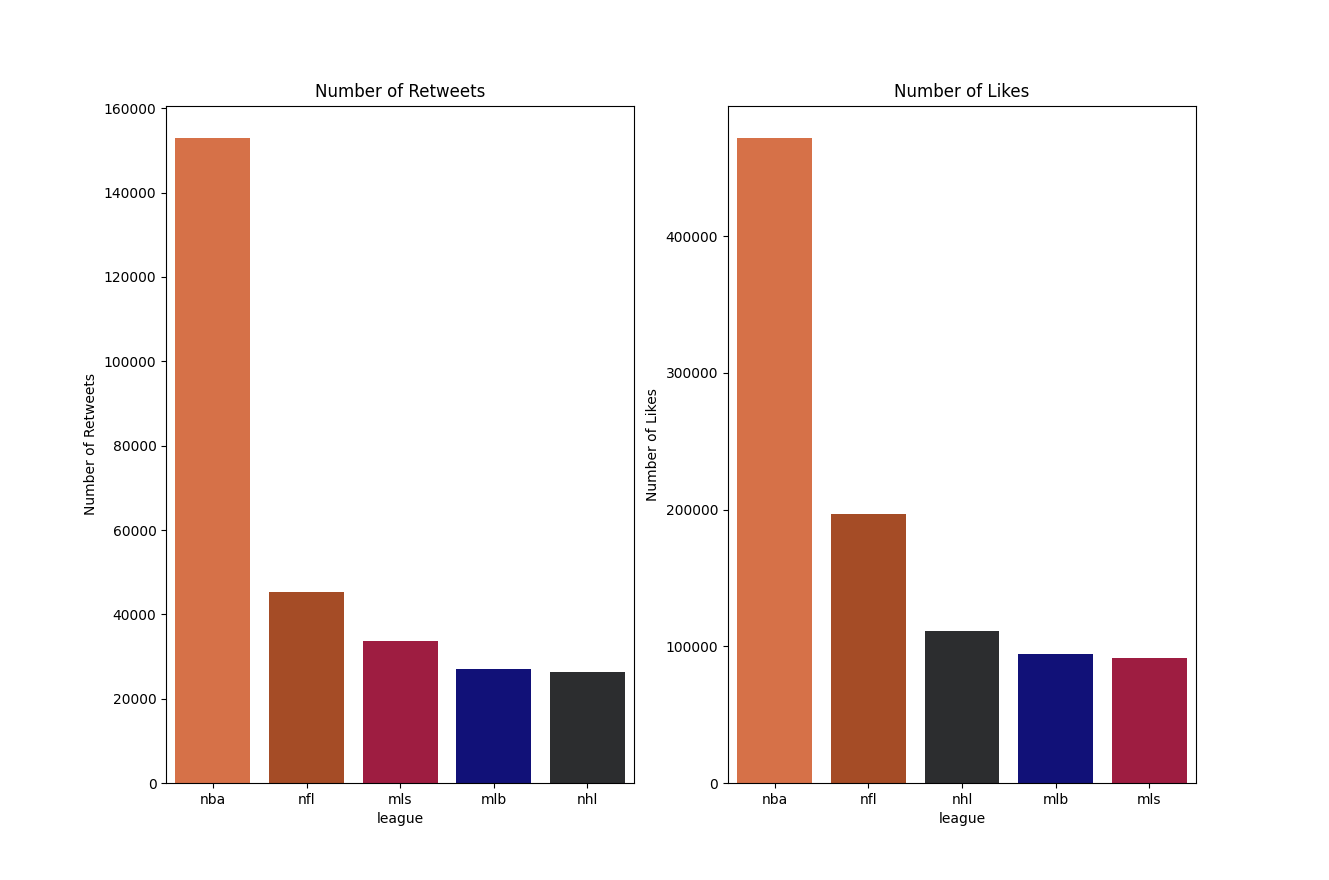 Number of Retweets
160000
140000
120000
100000
80000
60000
40000
20000
0
Number of Retweets
nba nfl mls mlb nhl
league
Number of Likes
400000
300000
200000
100000
0
Number of Likes
nba nfl nhl mlb mls
league